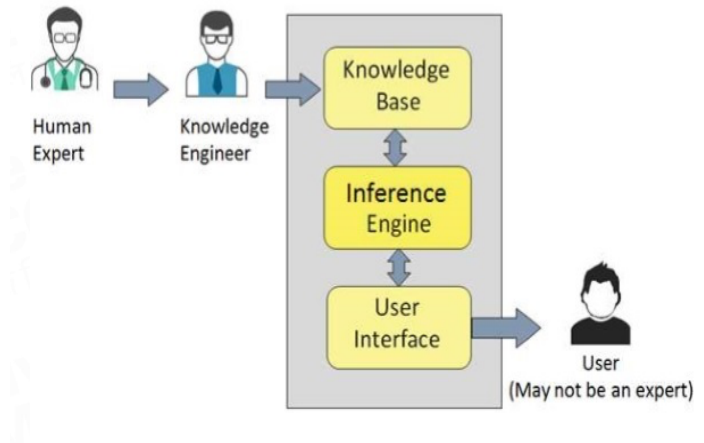 Human
Expert
Knowledge
Engineer
Knowledge
Base
Inference
Engine
User
Interface
User
(May not be an expert)